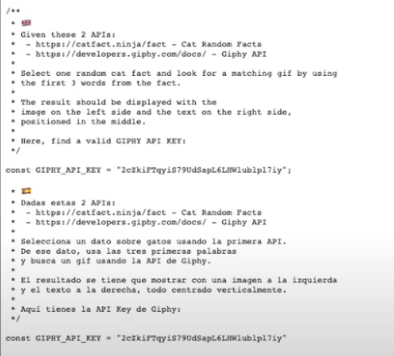 /**
* 🇬🇧
* Given these 2 APIs:
* - https://catfact.ninja/fact - Cat Random Facts
* - https://developers.giphy.com/docs/ - Giphy API
*
* Select one random cat fact and look for a matching gif by using
* the first 3 words from the fact.
*
* The result should be displayed with the
* image on the left side and the text on the right side,
* positioned in the middle.
*
* Here, find a valid GIPHY API KEY:
*/
const GIPHY_API_KEY = "2cZkiFTqyiS79UdSapL6LHWlublpl7iy";
* 🇪🇸
* Dadas estas 2 APIs:
* - https://catfact.ninja/fact - Cat Random Facts
* - https://developers.giphy.com/docs/ - Giphy API
*
* Selecciona un dato sobre gatos usando la primera API.
* De ese dato, usa las tres primeras palabras
* y busca un gif usando la API de Giphy.
*
* El resultado se tiene que mostrar con una imagen a la izquierda
* y el texto a la derecha, todo centrado verticalmente.
*
* Aquí tienes la API Key de Giphy:
*/
const GIPHY_API_KEY = "2cZkiFTqyiS79UdSapL6LHWlublpl7iy"